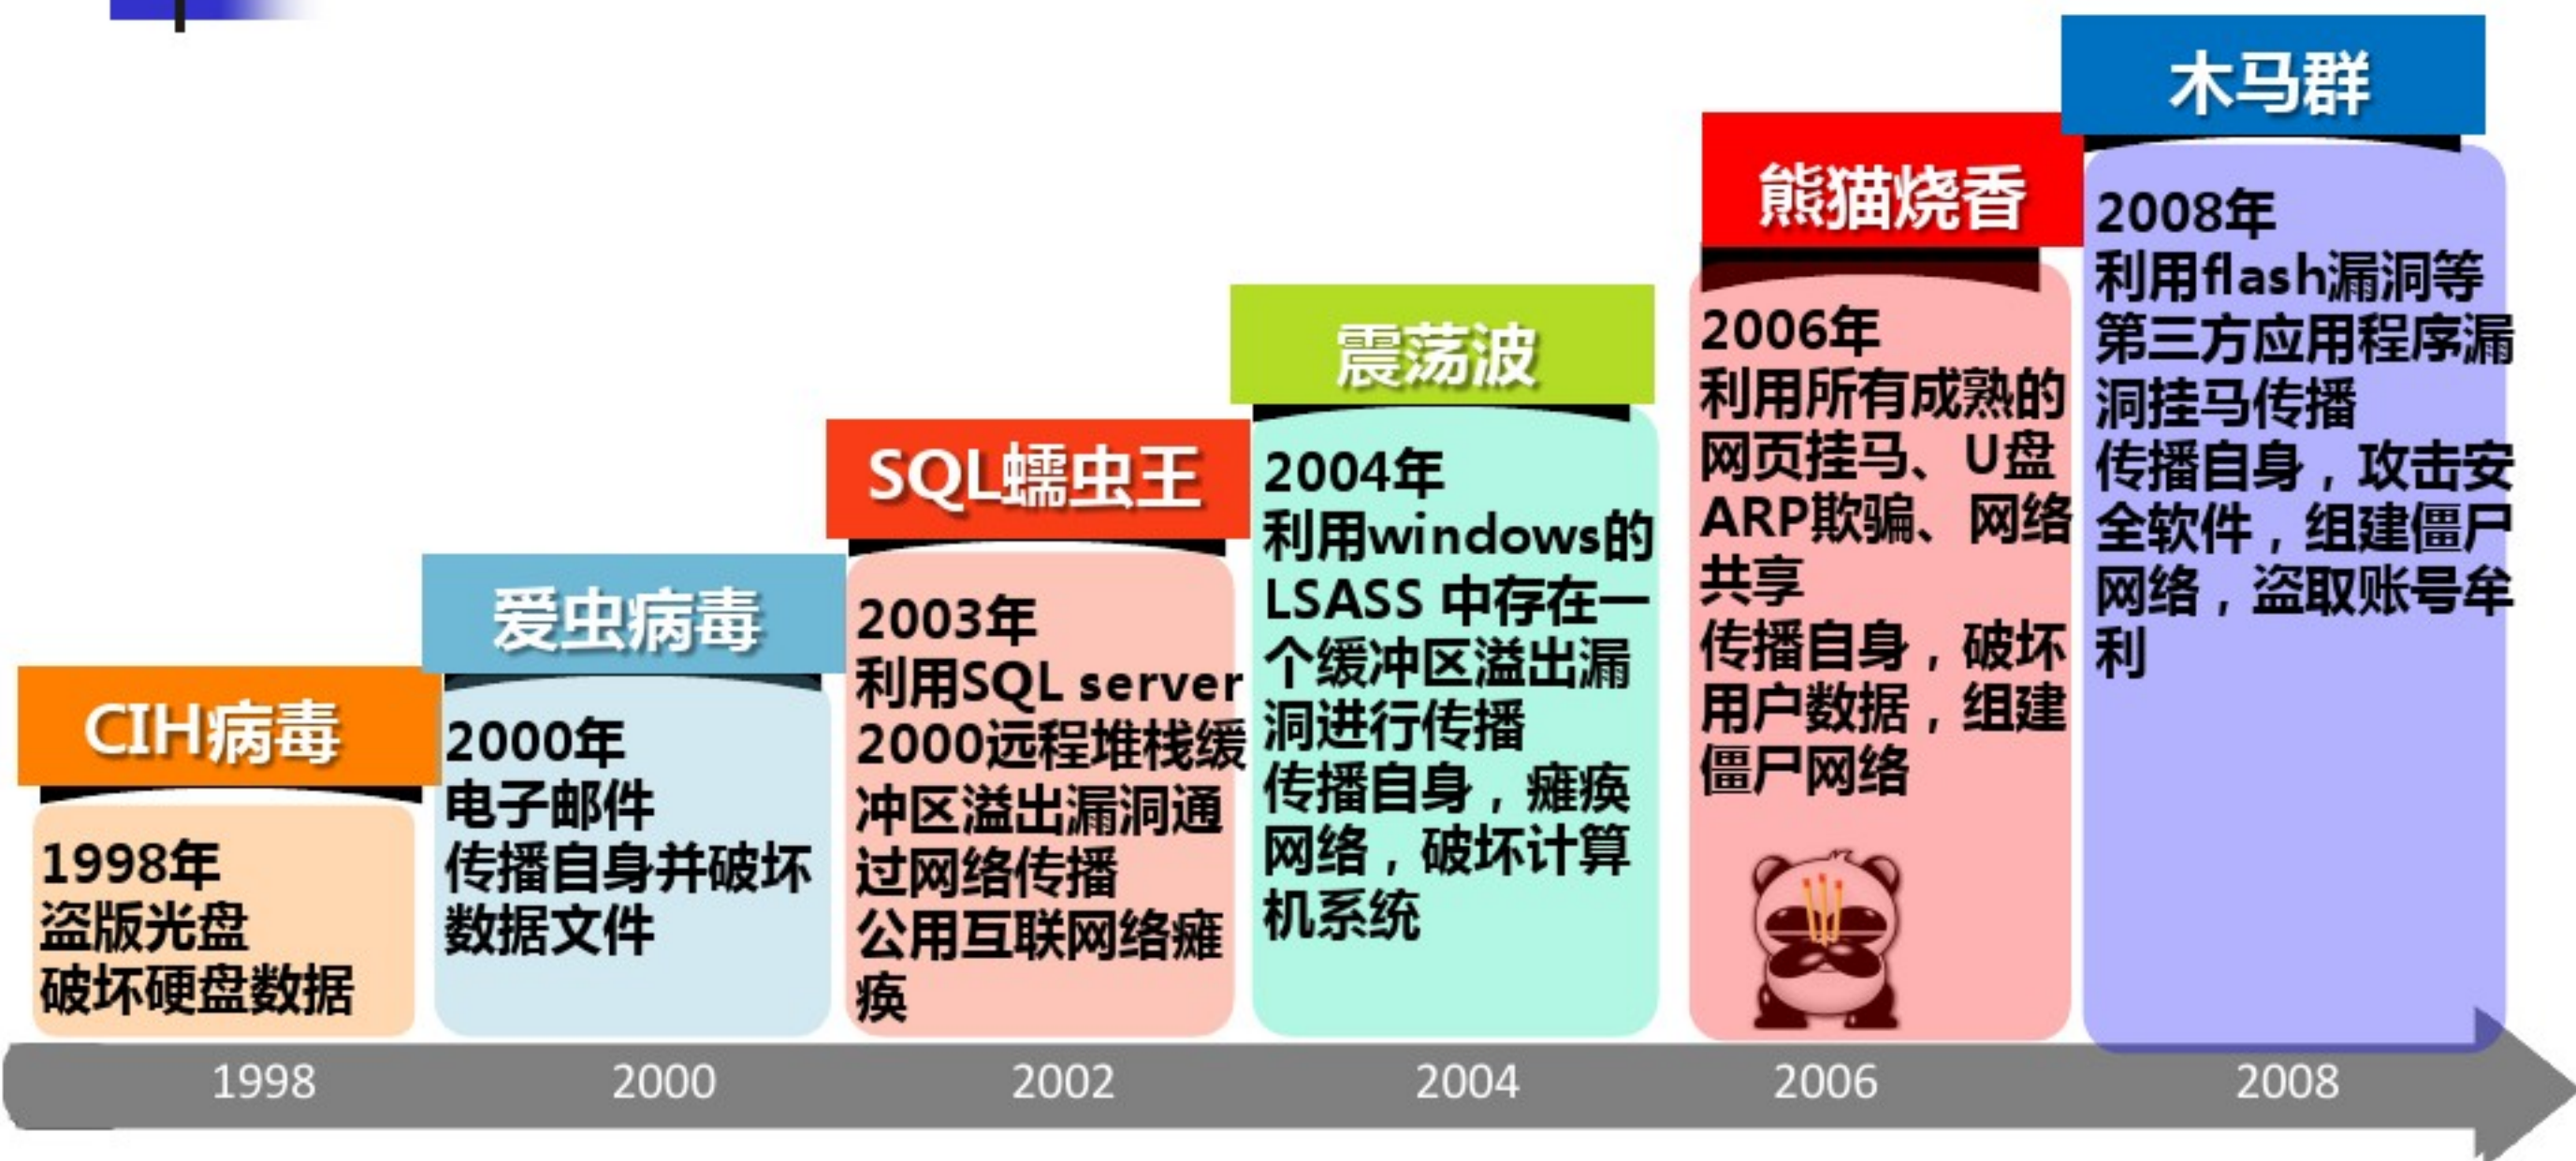 CIH病毒
1998年
盗版光盘
破坏硬盘数据
爱虫病毒
2000年
电子邮件
传播自身并破坏
数据文件
SQL蠕虫王
2003年
利用SQL server
2000远程堆栈缓
冲区溢出漏洞通
过网络传播
公用互联网络瘫
痪
震荡波
2004年
利用windows的
LSASS 中存在一
个缓冲区溢出漏
洞进行传播
传播自身，瘫痪
网络，破坏计算
机系统
熊猫烧香
2006年
利用所有成熟的
网页挂马、U盘
ARP欺骗、网络
共享
传播自身，破坏
用户数据，组建
僵尸网络
木马群
2008年
利用flash漏洞等
第三方应用程序漏
洞挂马传播
传播自身，攻击安
全软件，组建僵尸
网络，盗取账号牟
利
1998
2000
2002
2004
2006
2008